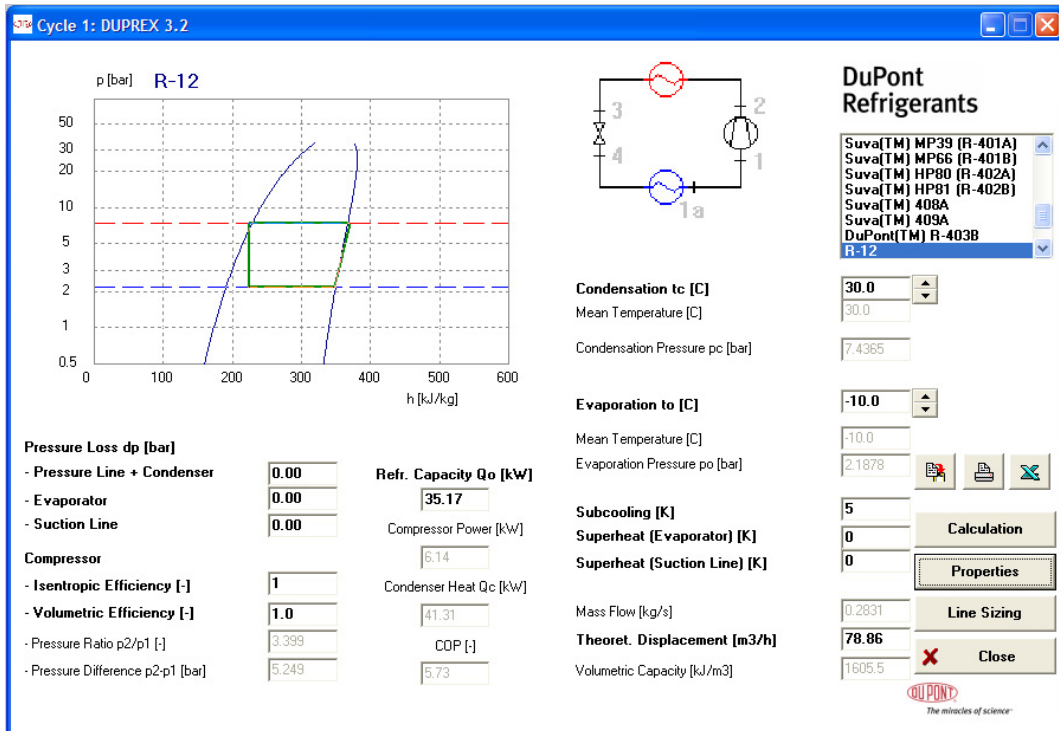 Cycle 1: DUPREX 3.2
p [bar] R-12
50
30
20
10
5
3
2
1
0.5
0 100 200 300 400 500 600
h [kJ/kg]
3
2
4
1
1a
DuPont
Refrigerants
Suva(TM) MP39 (R-401A)
Suva(TM) MP66 (R-401B)
Suva(TM) HP80 (R-402A)
Suva(TM) HP81 (R-402B)
Suva(TM) 408A
Suva(TM) 409A
DuPont(TM) R-403B
R-12
Condensation tc [C] 30.0
Mean Temperature [C] 30.0
Condensation Pressure pc [bar] 7.4365
Evaporation to [C] -10.0
Mean Temperature [C] -10.0
Evaporation Pressure po [bar] 2.1878
Subcooling [K] 5
Superheat (Evaporator) [K] 0
Superheat (Suction Line) [K] 0
Mass Flow [kg/s] 0.2831
Theoret. Displacement [m3/h] 78.86
Volumetric Capacity [kJ/m3] 1605.5
Pressure Loss dp [bar]
- Pressure Line + Condenser 0.00
- Evaporator 0.00
- Suction Line 0.00
Compressor
- Isentropic Efficiency [-] 1
- Volumetric Efficiency [-] 1.0
- Pressure Ratio p2/p1 [-] 3.399
- Pressure Difference p2-p1 [bar] 5.249
Refr. Capacity Qo [kW]
35.17
Compressor Power [kW]
6.14
Condenser Heat Qc [kW]
41.31
COP [-]
5.73
Calculation
Properties
Line Sizing
Close
DU PONT
The miracles of science™